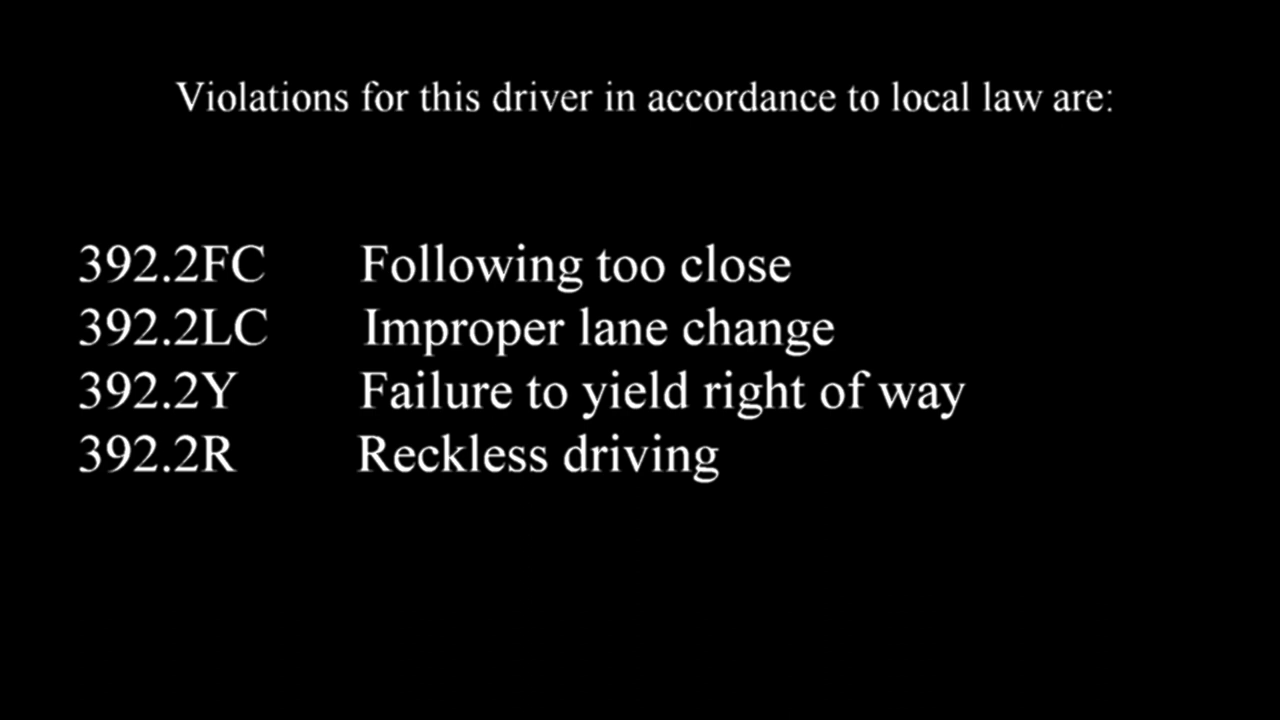 Violations for this driver in accordance to local law are:
392.2FC Following too close
392.2LC Improper lane change
392.2Y Failure to yield right of way
392.2R Reckless driving